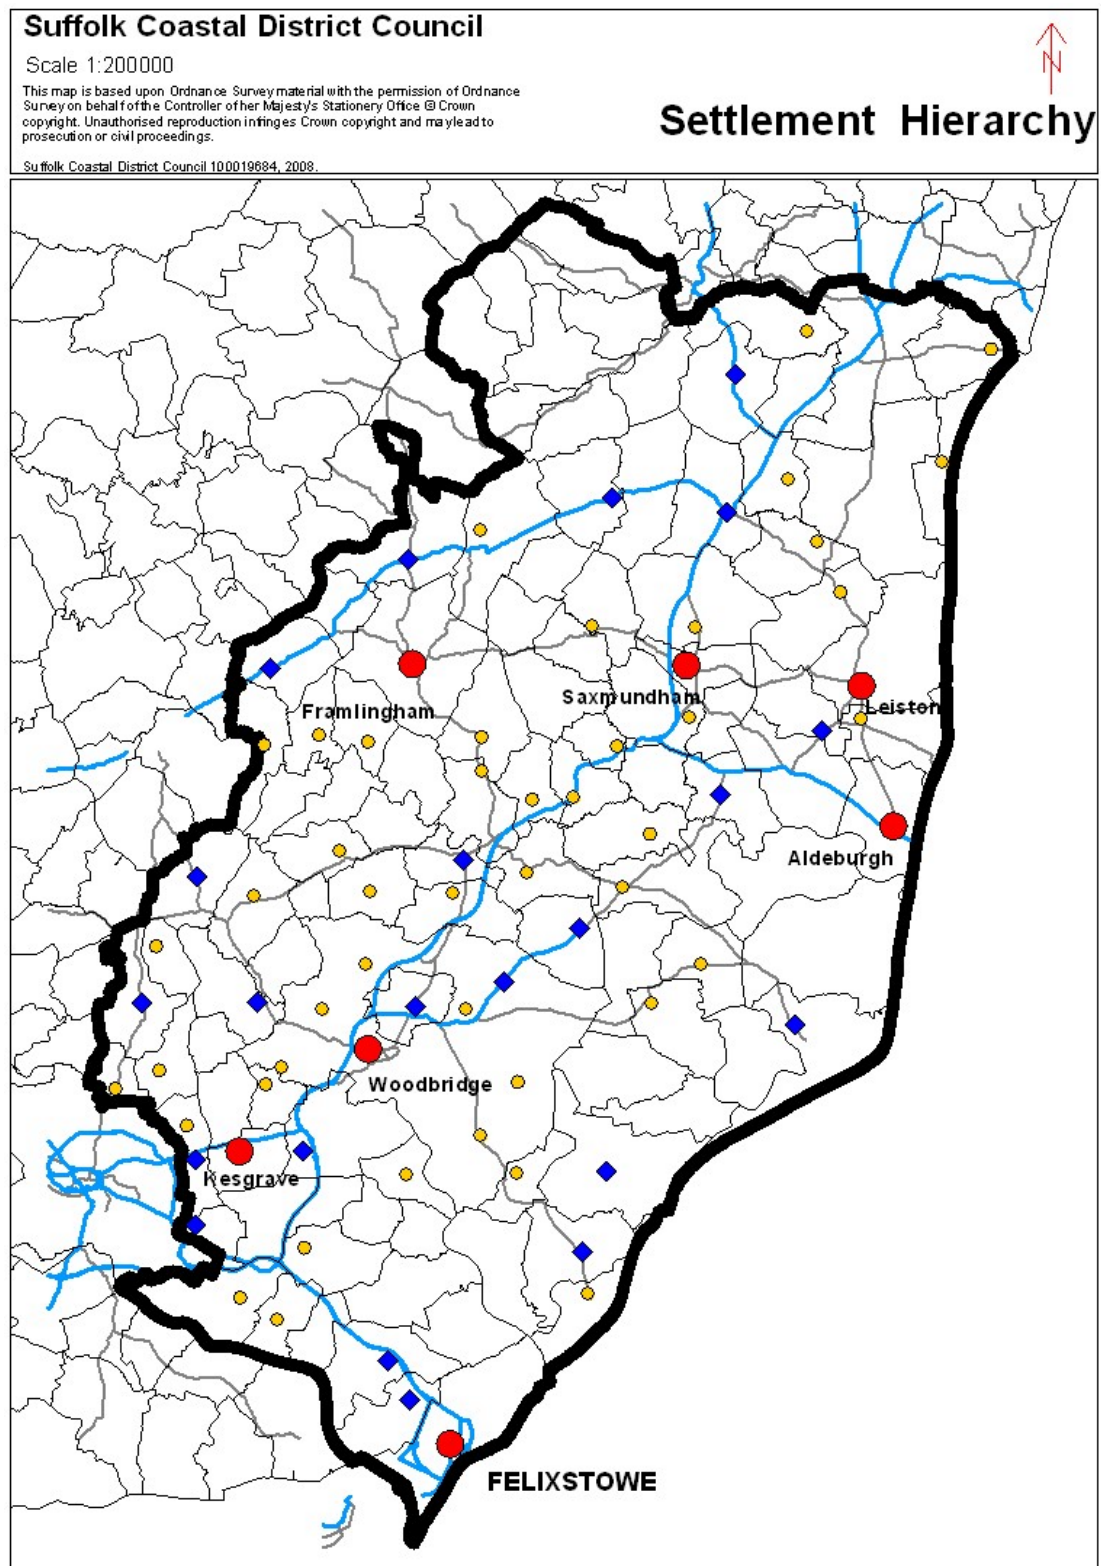 Suffolk Coastal District Council
Scale 1:200000
This map is based upon Ordnance Survey material with the permission of Ordnance
Survey on behalf of the Controller of her Majesty's Stationery Office © Crown
copyright. Unauthorised reproduction infringes Crown copyright and may lead to
prosecution or civil proceedings.
Suffolk Coastal District Council 100019684, 2008.
N
Settlement Hierarchy
Saxmundham
Leiston
Framlingham
Aldeburgh
Woodbridge
Kesgrave
FELIXSTOWE